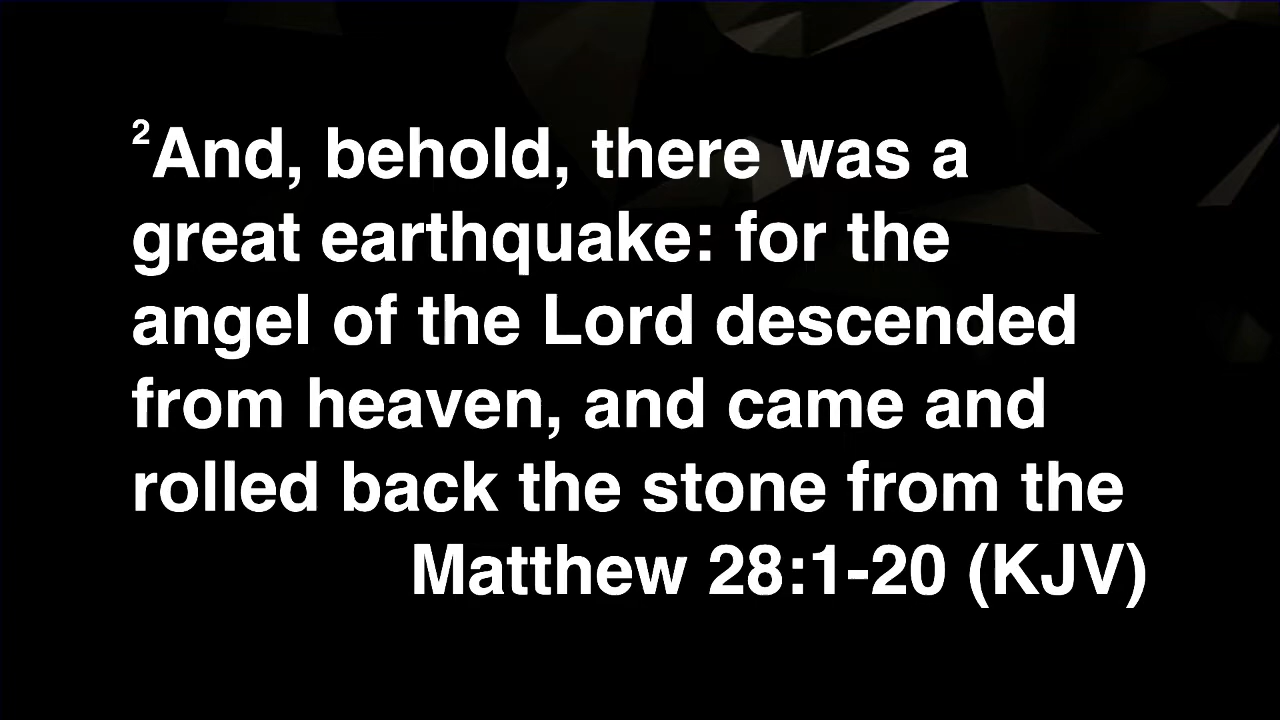 ²And, behold, there was a
great earthquake: for the
angel of the Lord descended
from heaven, and came and
rolled back the stone from the
Matthew 28:1-20 (KJV)